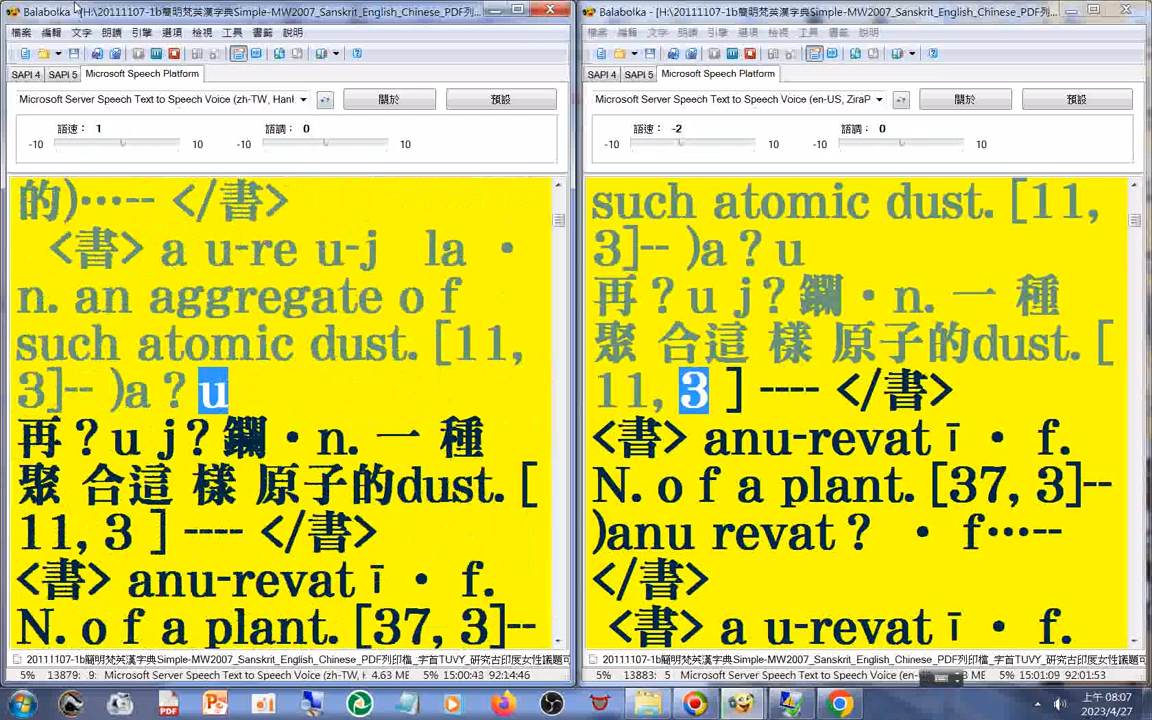 Balabolka - [H:\20111107-1b簡明梵英漢字典Simple-MW2007_Sanskrit_English_Chinese_PDF列...
檔案 編輯 文字 朗讀 引擎 選項 檢視 工具 書籤 說明
SAPI 4 SAPI 5 Microsoft Speech Platform
Microsoft Server Speech Text to Speech Voice (zh-TW, Hanl
關於 預設
語速： 1 語調： 0
-10 10 -10 10
的)…-- </書>
<書> a u-re u-j la •
n. an aggregate o f
such atomic dust. [11,
3]-- )a ? u
再 ? u j? 鑭 • n. 一 種
聚 合這 樣 原子的dust. [
11, 3 ] ---- </書>
<書> anu-revat ī • f.
N. o f a plant. [37, 3]--
20111107-1b簡明梵英漢字典Simple-MW2007_Sanskrit_English_Chinese_PDF列印檔_字首TUVY_研究古印度女性議題可
5% 13879: 9: Microsoft Speech Text to Speech Voice (zh-TW, H 4.63 ME 5% 15:00:43 92:14:46
Balabolka - [H:\20111107-1b簡明梵英漢字典Simple-MW2007_Sanskrit_English_Chinese_PDF列...
檔案 編輯 文字 朗讀 引擎 選項 檢視 工具 書籤 說明
SAPI 4 SAPI 5 Microsoft Speech Platform
Microsoft Server Speech Text to Speech Voice (en-US, ZiraP
關於 預設
語速： -2 語調： 0
-10 10 -10 10
such atomic dust. [11,
3]-- )a ? u
再 ? u j? 鑭 • n. 一 種
聚 合這 樣 原子的dust. [
11, 3 ] ---- </書>
<書> anu-revat ī • f.
N. o f a plant. [37, 3]--
)anu revat ? • f…--
</書>
<書> a u-revat ī • f.
20111107-1b簡明梵英漢字典Simple-MW2007_Sanskrit_English_Chinese_PDF列印檔_字首TUVY_研究古印度女性議題可
5% 13883: 5 Microsoft Server Speech Text to Speech Voice 5% 15:01:09 92:01:53
上午 08:07
2023/4/27